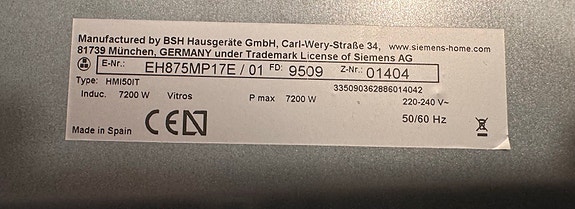 Manufactured by BSH Hausgeräte GmbH, Carl-Wery-Straße 34, www.siemens-home.com
81739 München, GERMANY under Trademark License of Siemens AG
E-Nr.: EH875MP17E / 01 FD: 9509 Z-Nr.: 01404
Type: HMI50IT 335090362886014042
Induc. 7200 W Vitros P max 7200 W 220-240 V~
50/60 Hz
Made in Spain CE N